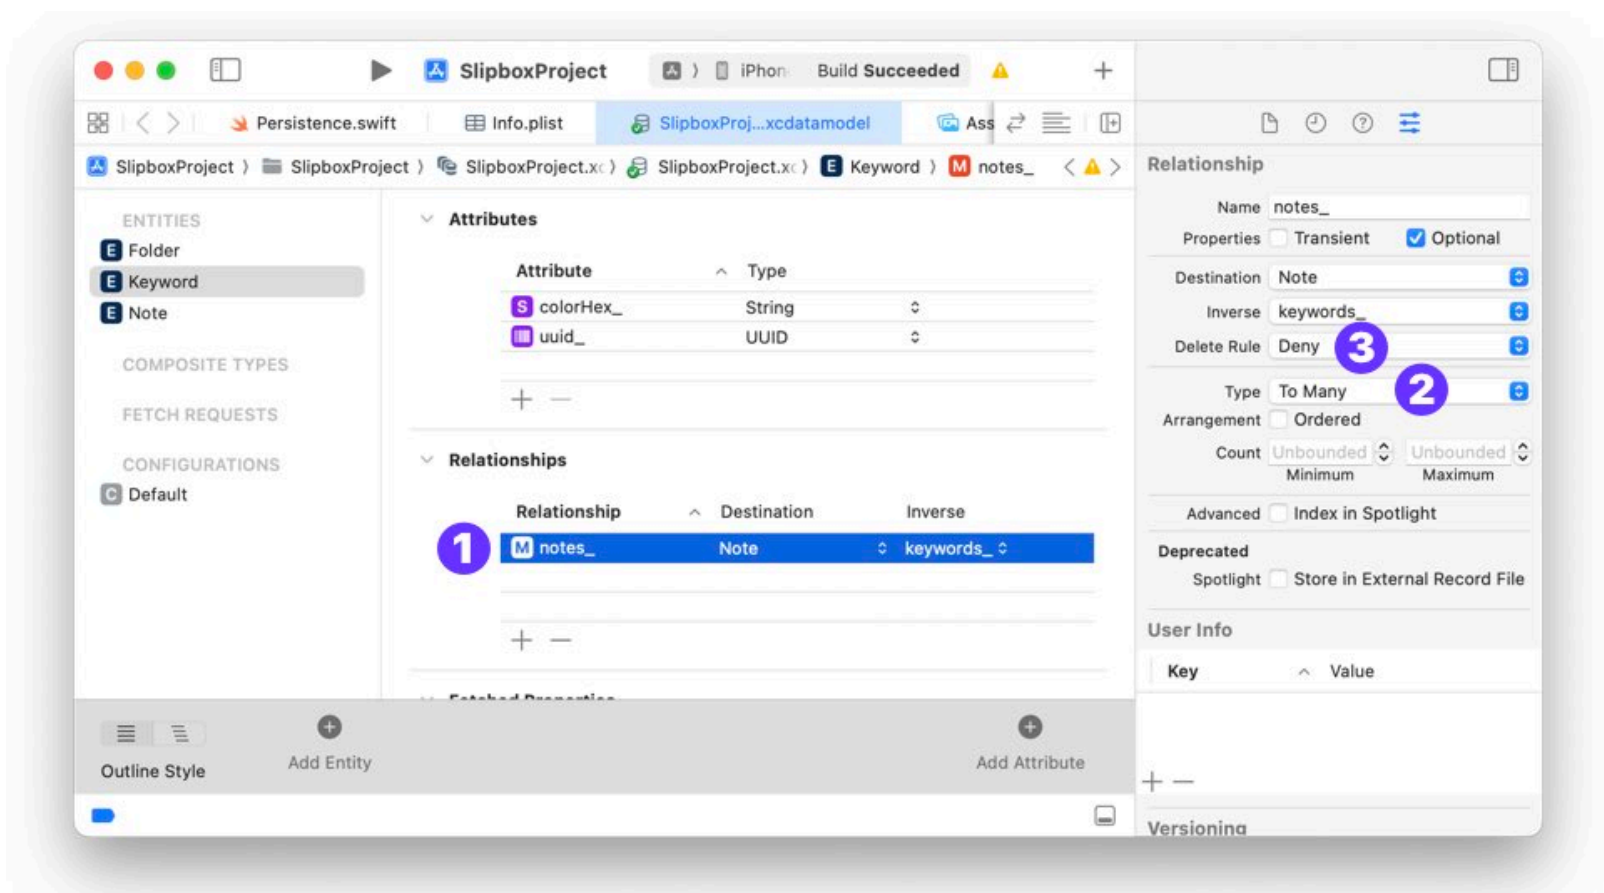 SlipboxProject
iPhon
Build Succeeded
Persistence.swift
Info.plist
SlipboxProj...xcdatamodel
Ass
SlipboxProject
SlipboxProject
SlipboxProject.xc
SlipboxProject.xc
E Keyword
M notes_
ENTITIES
E Folder
E Keyword
E Note
COMPOSITE TYPES
FETCH REQUESTS
CONFIGURATIONS
C Default
Attributes
Attribute Type
S colorHex_ String
uuid_ UUID
Relationships
Relationship Destination Inverse
1 M notes_ Note keywords_
Fetched Properties
Outline Style
Add Entity
Add Attribute
Relationship
Name notes_
Properties Transient Optional
Destination Note
Inverse keywords_
Delete Rule Deny 3
Type To Many 2
Arrangement Ordered
Count Unbounded Unbounded
Minimum Maximum
Advanced Index in Spotlight
Deprecated
Spotlight Store in External Record File
User Info
Key Value
Versioning